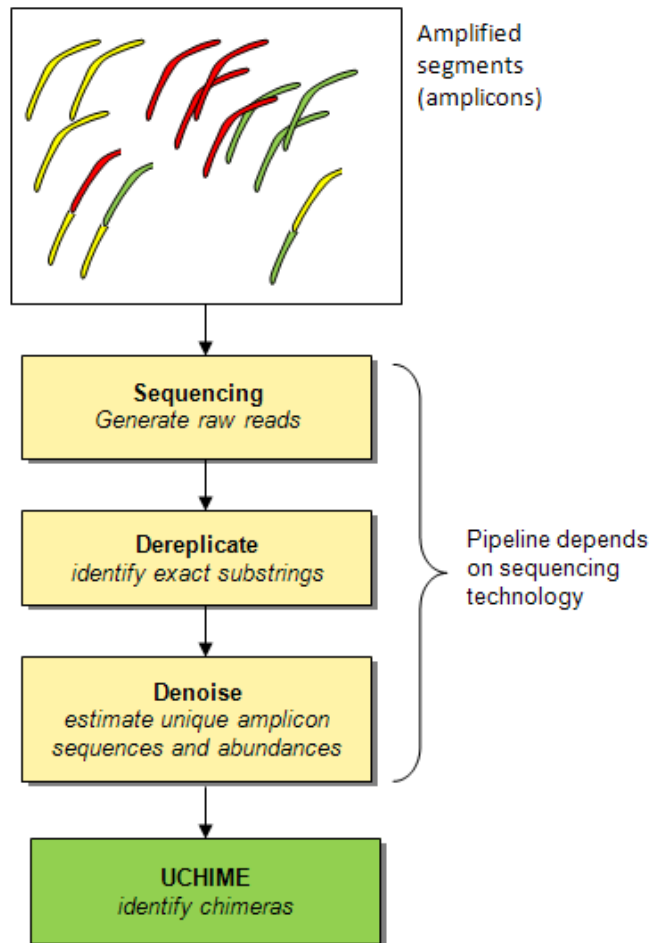 Amplified
segments
(amplicons)
Sequencing
Generate raw reads
Dereplicate
identify exact substrings
Pipeline depends
on sequencing
technology
Denoise
estimate unique amplicon
sequences and abundances
UCHIME
identify chimeras